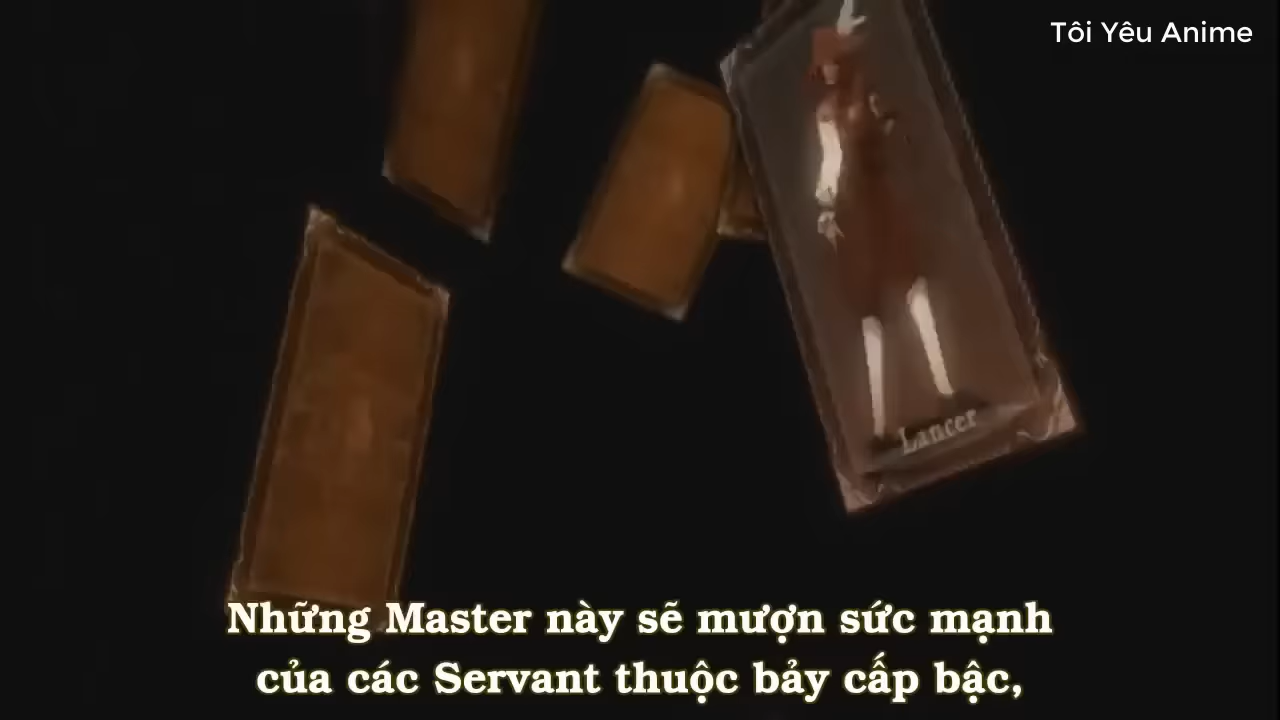 Tôi Yêu Anime
Lancer
Những Master này sẽ mượn sức mạnh
của các Servant thuộc bảy cấp bậc,